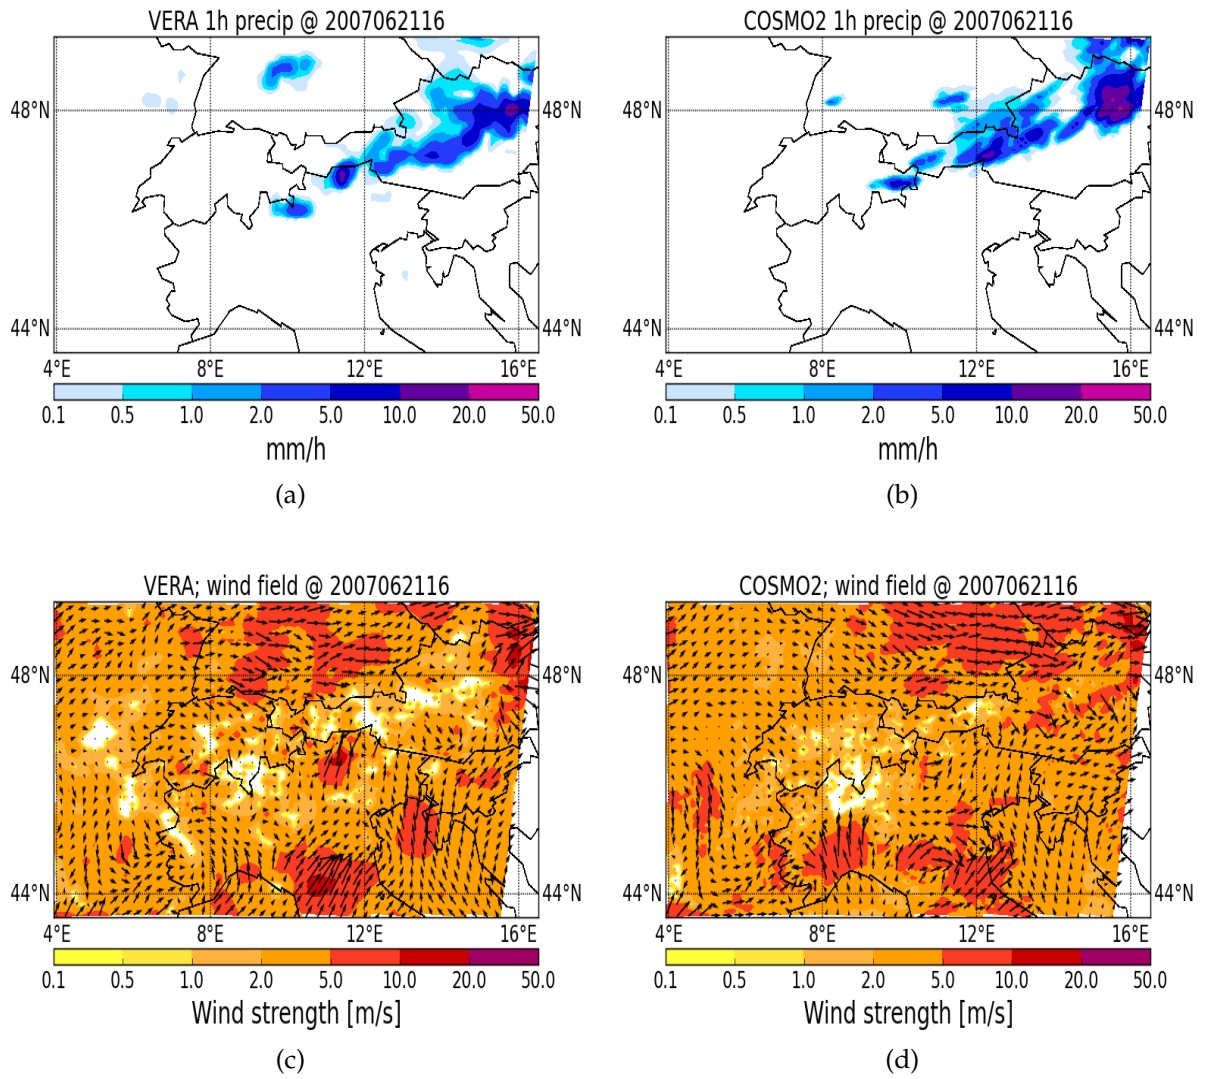 VERA 1h precip @ 2007062116
COSMO2 1h precip @ 2007062116
48°N
48°N
48°N
44°N
44°N
44°N
4°E 8°E 12°E 16°E
4°E 8°E 12°E 16°E
0.1 0.5 1.0 2.0 5.0 10.0 20.0 50.0
0.1 0.5 1.0 2.0 5.0 10.0 20.0 50.0
mm/h
mm/h
(a)
(b)
VERA; wind field @ 2007062116
COSMO2; wind field @ 2007062116
48°N
48°N
48°N
44°N
44°N
44°N
4°E 8°E 12°E 16°E
4°E 8°E 12°E 16°E
0.1 0.5 1.0 2.0 5.0 10.0 20.0 50.0
0.1 0.5 1.0 2.0 5.0 10.0 20.0 50.0
Wind strength [m/s]
Wind strength [m/s]
(c)
(d)